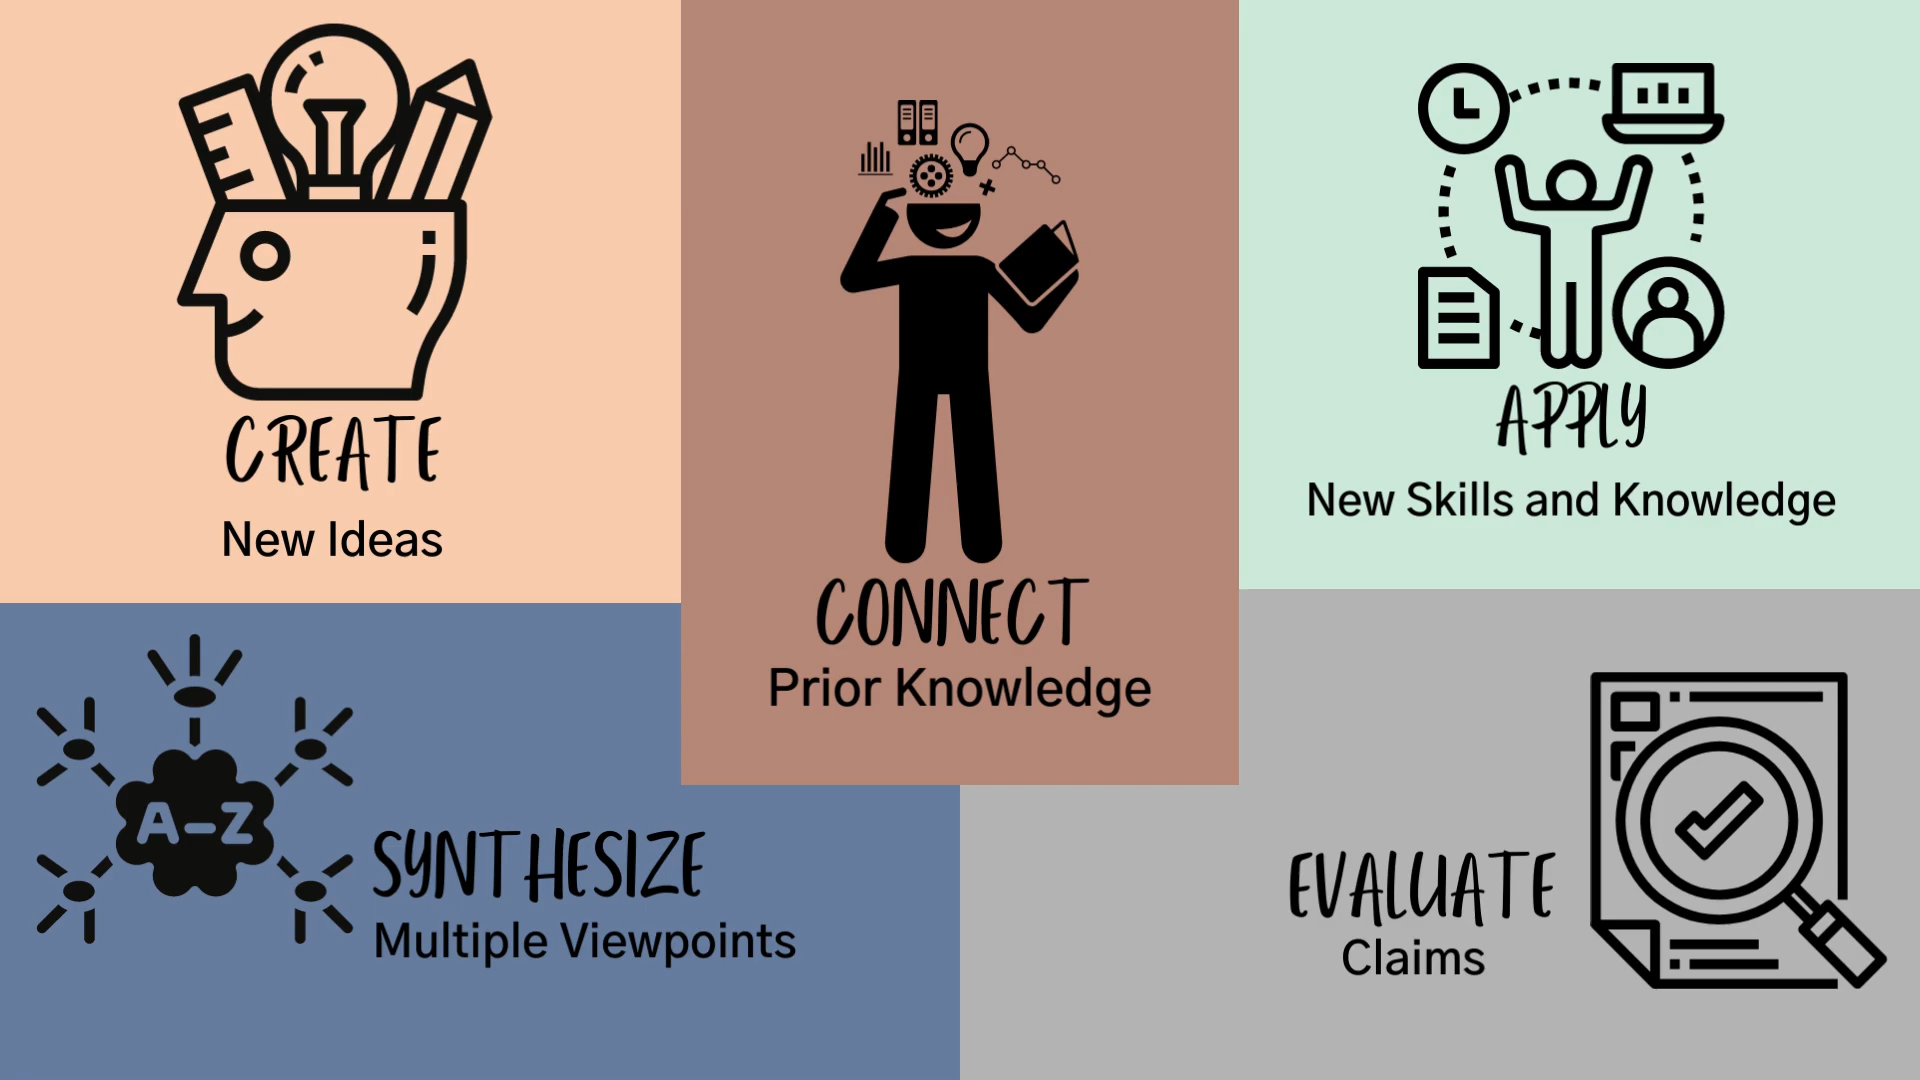 CREATE
New Ideas
CONNECT
Prior Knowledge
APPLY
New Skills and Knowledge
A-Z
SYNTHESIZE
Multiple Viewpoints
EVALUATE
Claims